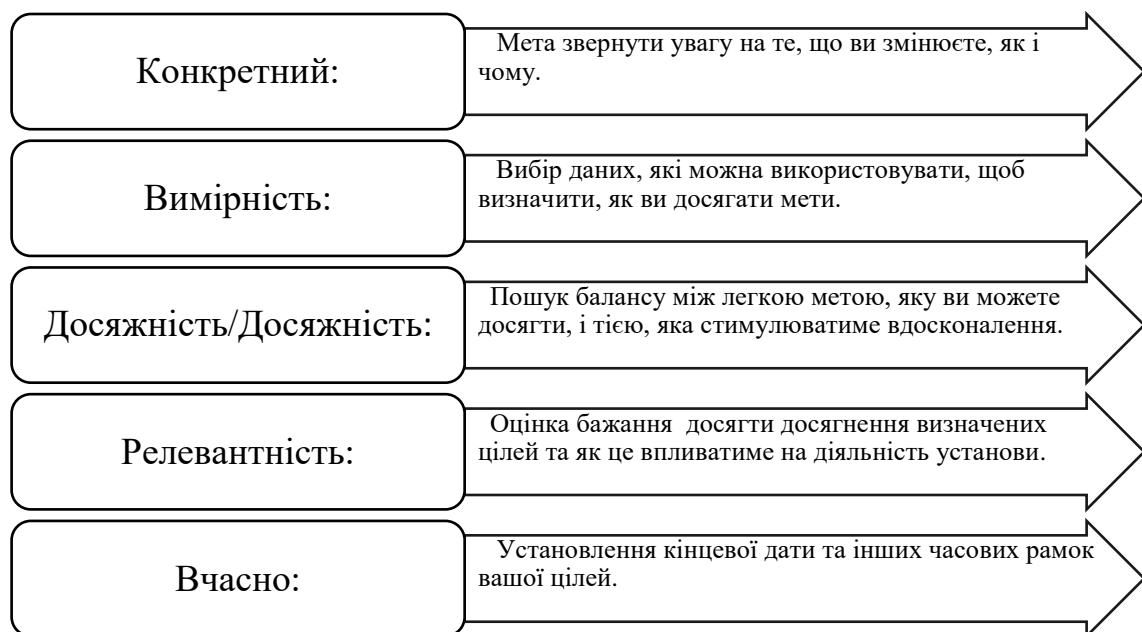 Конкретний:
Мета звернути увагу на те, що ви змінюєте, як і
чому.
Вимірність:
Вибір даних, які можна використовувати, щоб
визначити, як ви досягати мети.
Досяжність/Досяжність:
Пошук балансу між легкою метою, яку ви можете
досягти, і тією, яка стимулюватиме вдосконалення.
Релевантність:
Оцінка бажання досягти досягнення визначених
цілей та як це впливатиме на діяльність установи.
Вчасно:
Установлення кінцевої дати та інших часових рамок
вашої цілей.